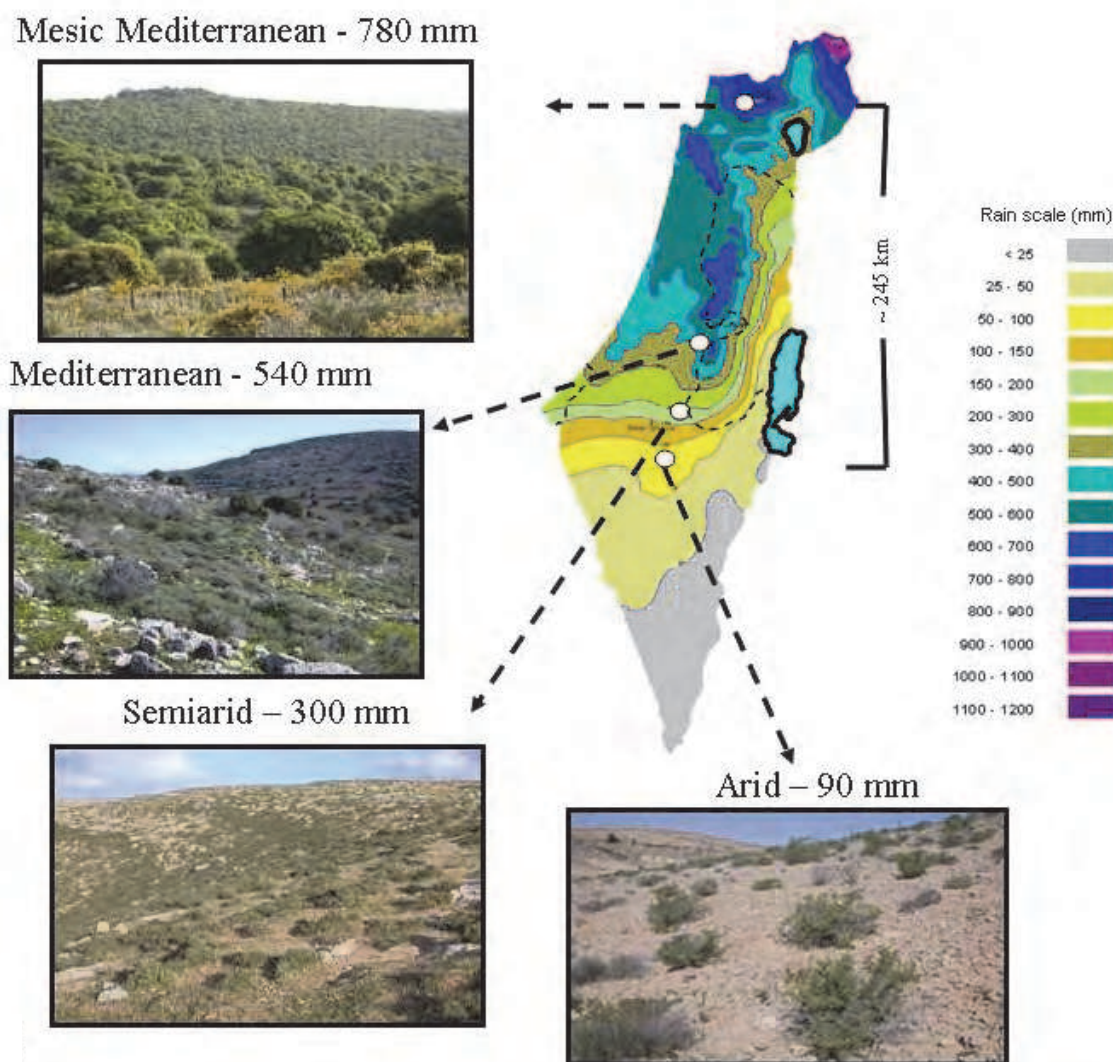 Mesic Mediterranean - 780 mm
~ 245 km
Rain scale (mm)
< 25
25 - 50
50 - 100
100 - 150
150 - 200
200 - 300
300 - 400
400 - 500
500 - 600
600 - 700
700 - 800
800 - 900
900 - 1000
1000 - 1100
1100 - 1200
Mediterranean - 540 mm
Semiarid – 300 mm
Arid – 90 mm